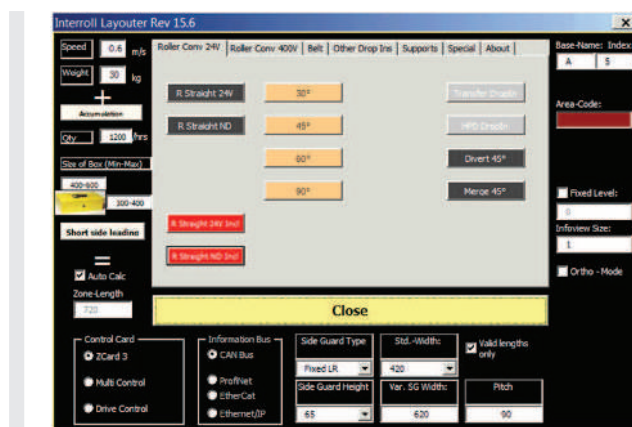 Interroll Layouter Rev 15.6
Speed 0.6 m/s
Weight 30 kg
+
Accumulation
Qty 1200 /hrs
Size of Box (Min-Max)
400-600
300-400
Short side leading
=
Auto Calc
Zone-Length
720
Roller Conv 24V Roller Conv 400V Belt Other Drop Ins Supports Special About
R Straight 24V 30° Transfer DropIn
R Straight ND 45° HPD DropIn
60° Divert 45°
90° Merge 45°
R Straight 24V Incl
R Straight ND Incl
Base-Name: Index:
A 5
Area-Code:
Fixed Level:
0
Infoview Size:
1
Ortho - Mode
Close
Control Card
ZCard 3
Multi Control
Drive Control
Information Bus
CAN Bus
ProfNet
EtherCat
Ethernet/IP
Side Guard Type Std.-Width: Valid lengths only
Fixed LR 420
Side Guard Height Var. SG Width: Pitch
65 620 90